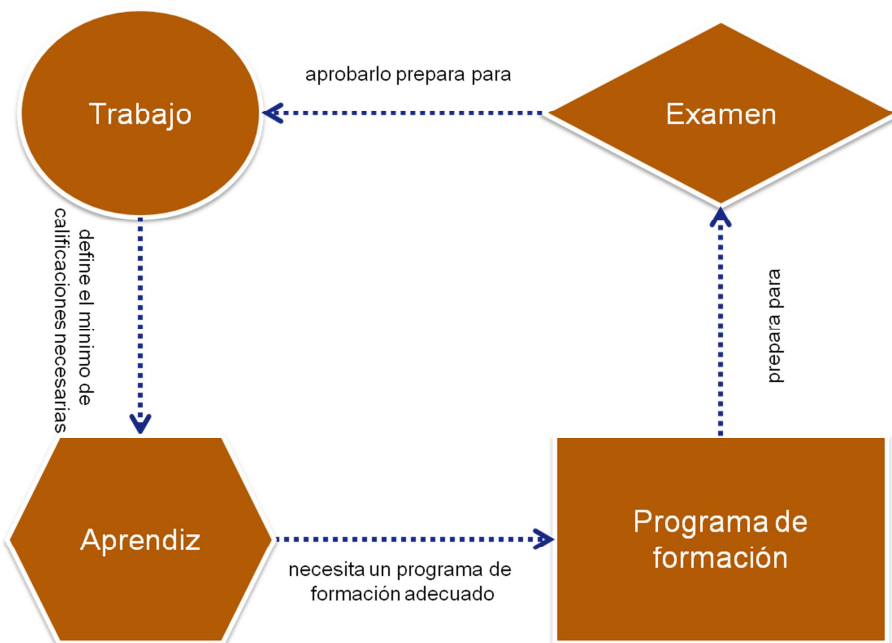 Trabajo
aprobarlo prepara para
Examen
define el minimo de
calificaciones necesarias
prepara para
Aprendiz
necesita un programa de
formación adecuado
Programa de
formación